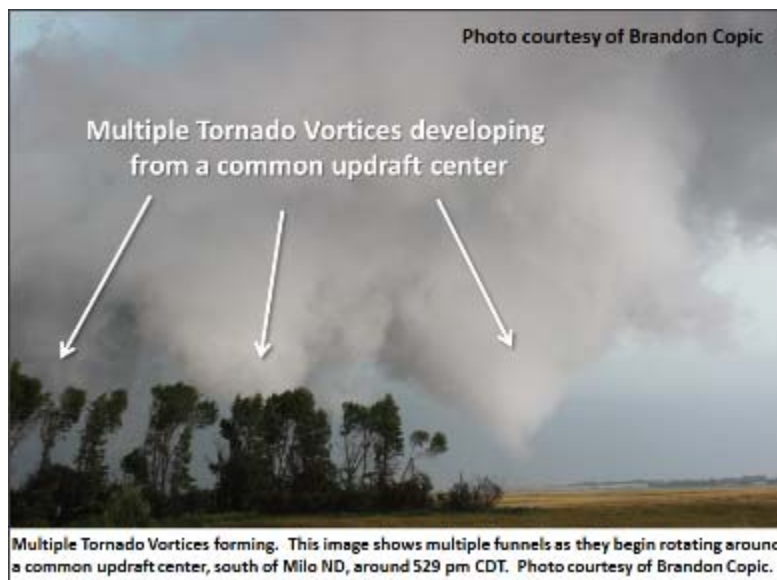 Photo courtesy of Brandon Copic
Multiple Tornado Vortices developing
from a common updraft center
Multiple Tornado Vortices forming. This image shows multiple funnels as they begin rotating around
a common updraft center, south of Milo ND, around 529 pm CDT. Photo courtesy of Brandon Copic.